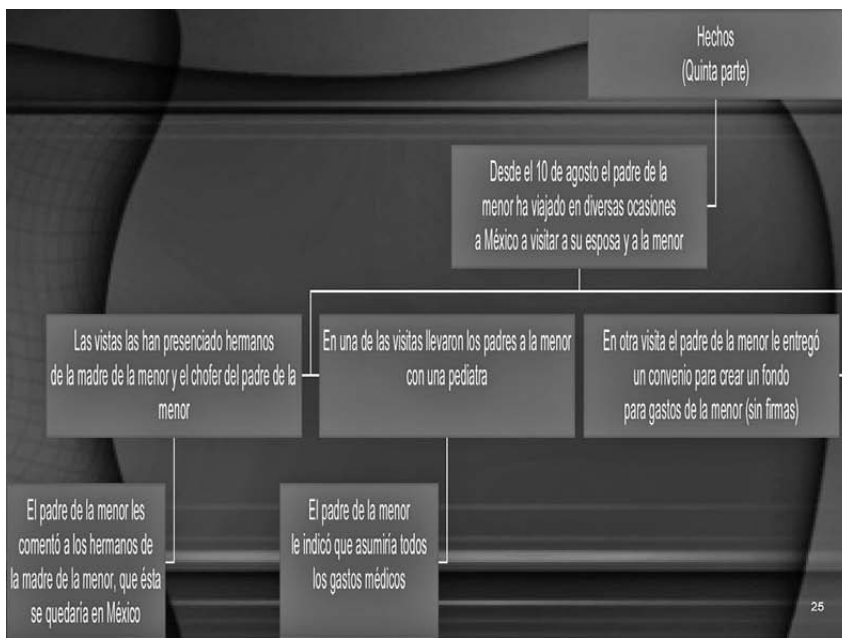 Hechos
(Quinta parte)
Desde el 10 de agosto el padre de la
menor ha viajado en diversas ocasiones
a México a visitar a su esposa y a la menor
Las vistas las han presenciado hermanos
de la madre de la menor y el chofer del padre de la
menor
En una de las visitas llevaron los padres a la menor
con una pediatra
En otra visita el padre de la menor le entregó
un convenio para crear un fondo
para gastos de la menor (sin firmas)
El padre de la menor les
comentó a los hermanos de
la madre de la menor, que ésta
se quedaria en México
El padre de la menor
le indicó que asumiría todos
los gastos médicos
25